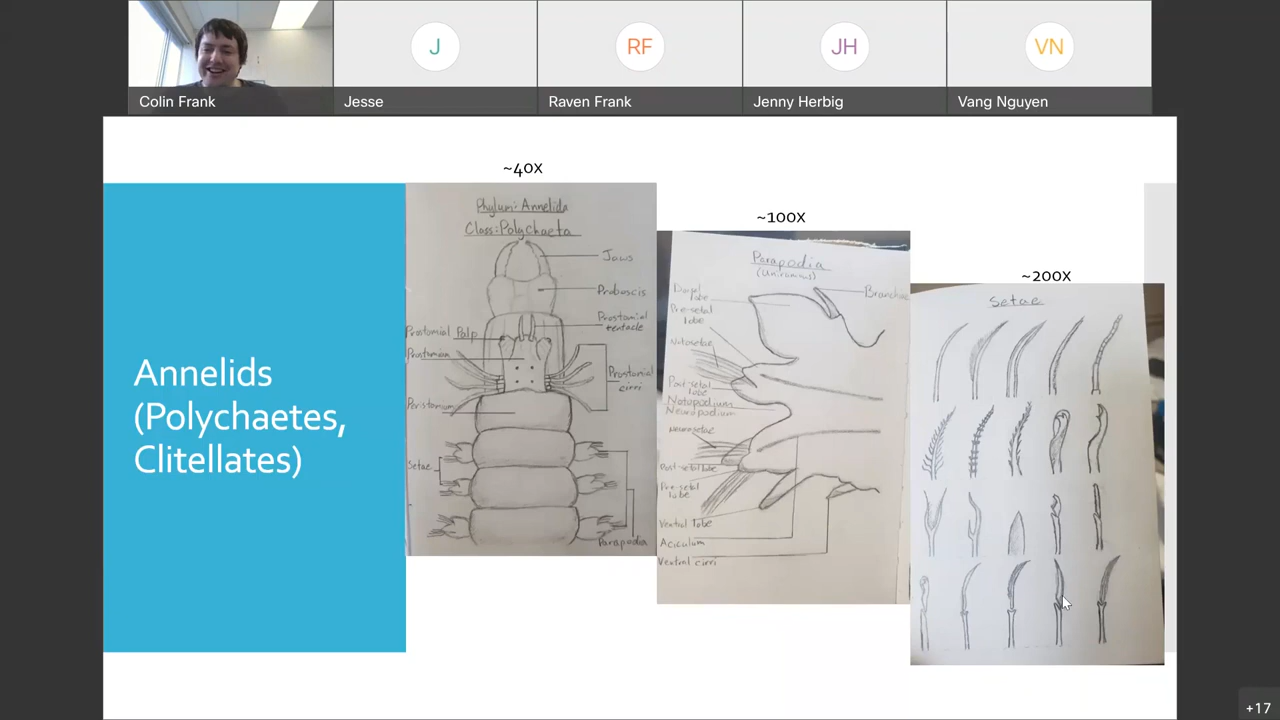 J
RF
JH
VN
Colin Frank
Jesse
Raven Frank
Jenny Herbig
Vang Nguyen
~40x
~100x
~200x
Annelids
(Polychaetes,
Clitellates)
Phylum: Annelida
Class: Polychaeta
Jaws
Proboscis
Prostomial
tentacle
Prostomial Palp
Prostomium
Prostomial
cirri
Peristomium
Setae
Parapodia
Parapodia
(Uniramous)
Dorsal
lobe
Branchiae
Pre-setal
lobe
Notosetae
Post-setal
lobe
Notopodium
Neuropodium
Neurosetae
Post-setal lobe
Pre-setal
lobe
Ventral lobe
Aciculum
Ventral cirri
Setae
+17